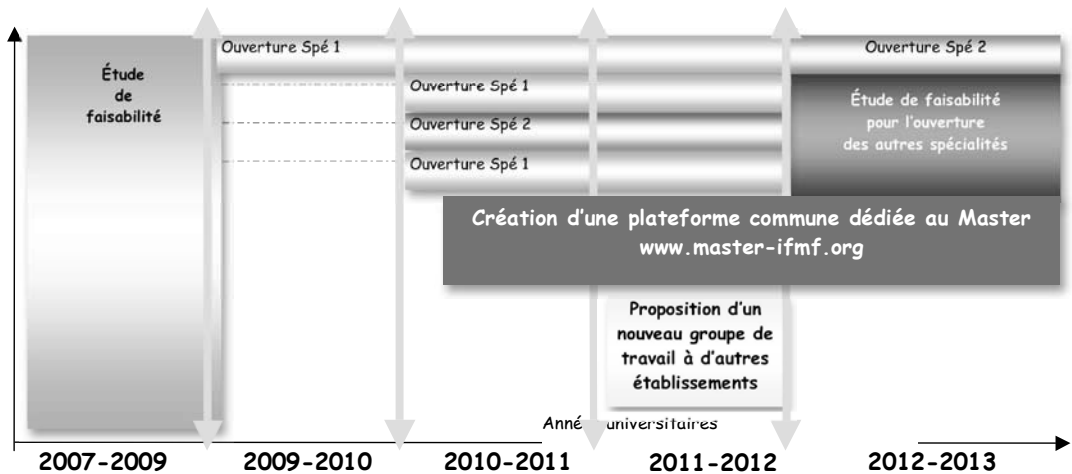 Ouverture Spé 1
Ouverture Spé 2
Étude
de
faisabilité
Ouverture Spé 1
Ouverture Spé 2
Ouverture Spé 1
Étude de faisabilité
pour l'ouverture
des autres spécialités
Création d'une plateforme commune dédiée au Master
www.master-ifmf.org
Proposition d'un
nouveau groupe de
travail à d'autres
établissements
universitaires
2007-2009
2009-2010
2010-2011
2011-2012
2012-2013